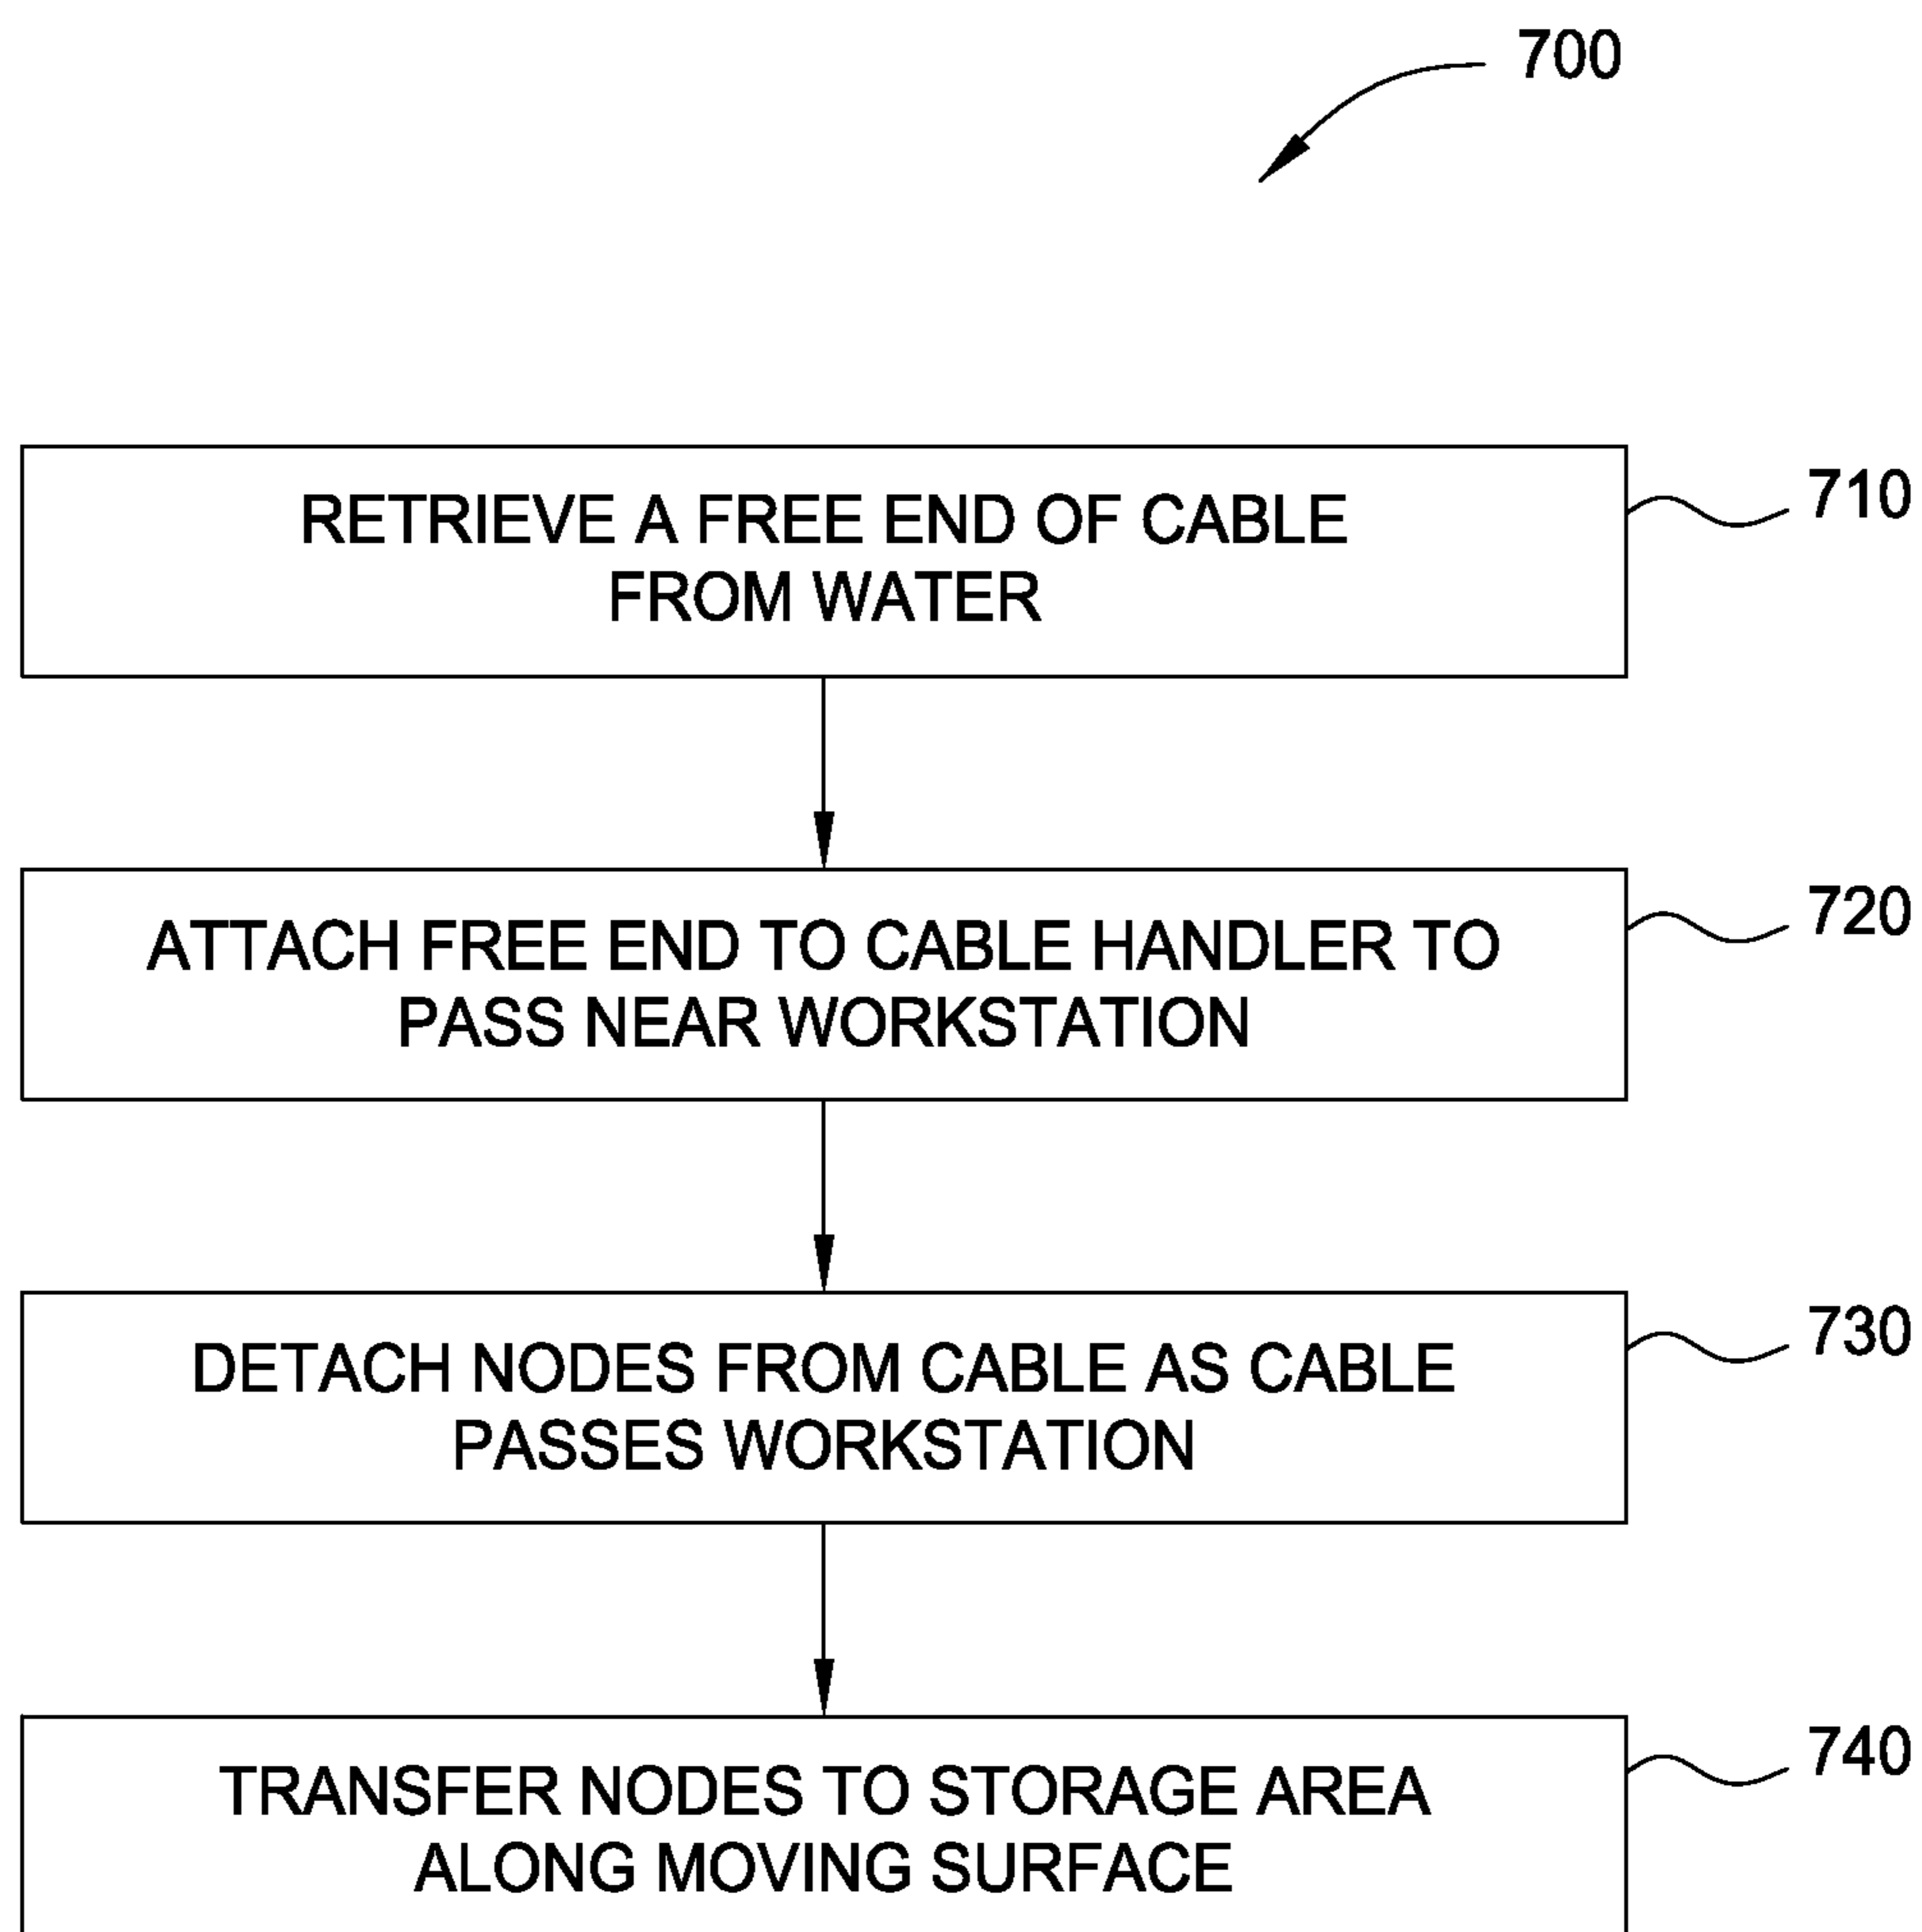 700
RETRIEVE A FREE END OF CABLE
FROM WATER
710
ATTACH FREE END TO CABLE HANDLER TO
PASS NEAR WORKSTATION
720
DETACH NODES FROM CABLE AS CABLE
PASSES WORKSTATION
730
TRANSFER NODES TO STORAGE AREA
ALONG MOVING SURFACE
740